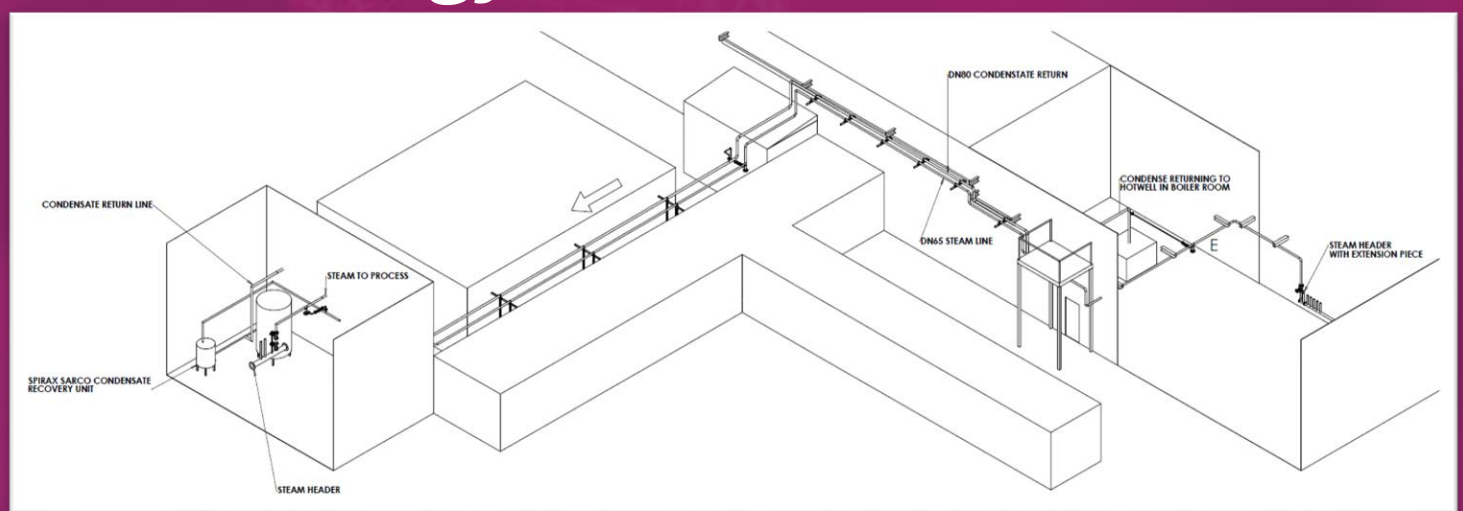 DN80 CONDENSTATE RETURN
CONDENSE RETURNING TO
HOTWELL IN BOILER ROOM
CONDENSATE RETURN LINE
E
DN65 STEAM LINE
STEAM HEADER
WITH EXTENSION PIECE
STEAM TO PROCESS
SPIRAX SARCO CONDENSATE
RECOVERY UNIT
STEAM HEADER